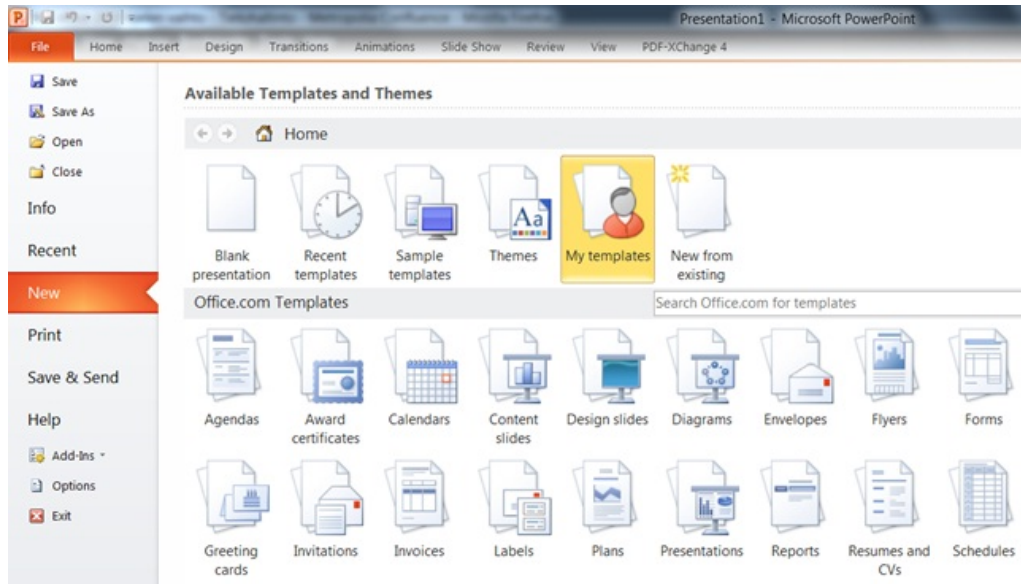 Presentation1 - Microsoft PowerPoint
File Home Insert Design Transitions Animations Slide Show Review View PDF-XChange 4
Save
Save As
Open
Close
Info
Recent
New
Print
Save & Send
Help
Add-Ins
Options
Exit
Available Templates and Themes
Home
Blank presentation
Recent templates
Sample templates
Aa
Themes
My templates
New from existing
Office.com Templates
Search Office.com for templates
Agendas
Award certificates
Calendars
Content slides
Design slides
Diagrams
Envelopes
Flyers
Forms
Greeting cards
Invitations
Invoices
Labels
Plans
Presentations
Reports
Resumes and CVs
Schedules